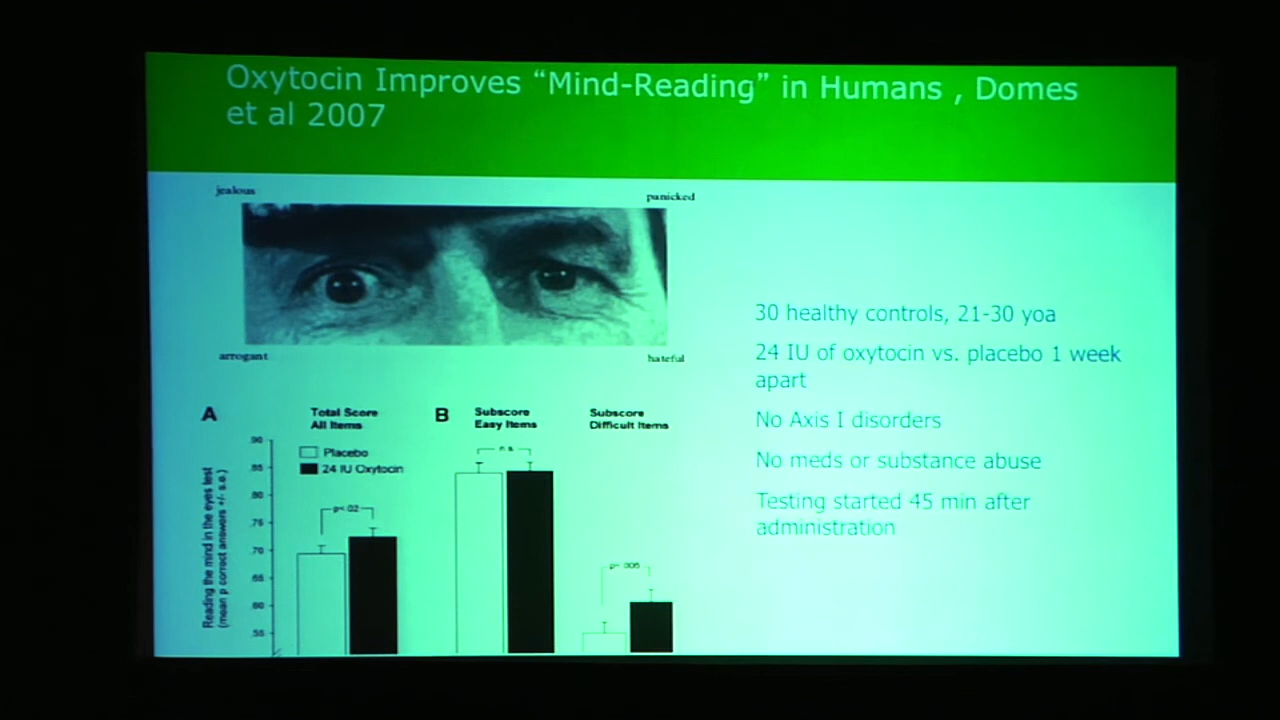 Oxytocin Improves “Mind-Reading” in Humans , Domes
et al 2007
jealous
panicked
arrogant
hateful
30 healthy controls, 21-30 yoa
24 IU of oxytocin vs. placebo 1 week
apart
No Axis I disorders
No meds or substance abuse
Testing started 45 min after
administration
A
Total Score
All Items
Placebo
24 IU Oxytocin
Reading the mind in the eyes test
(mean p correct answers +/- s.e.)
.90
.85
.80
.75
.70
.65
.60
.55
p<.02
B
Subscore
Easy Items
n.s.
Subscore
Difficult Items
p<.005